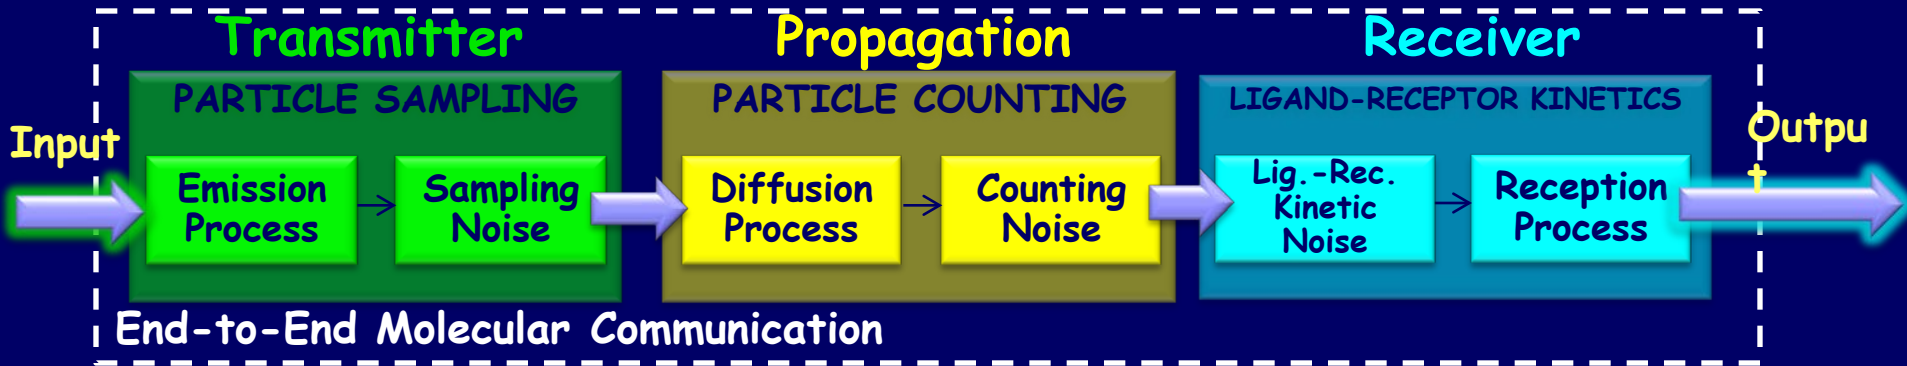 Transmitter
Propagation
Receiver
PARTICLE SAMPLING
PARTICLE COUNTING
LIGAND-RECEPTOR KINETICS
Input
Emission
Process
Sampling
Noise
Diffusion
Process
Counting
Noise
Lig.-Rec.
Kinetic
Noise
Reception
Process
Outpu
t
End-to-End Molecular Communication